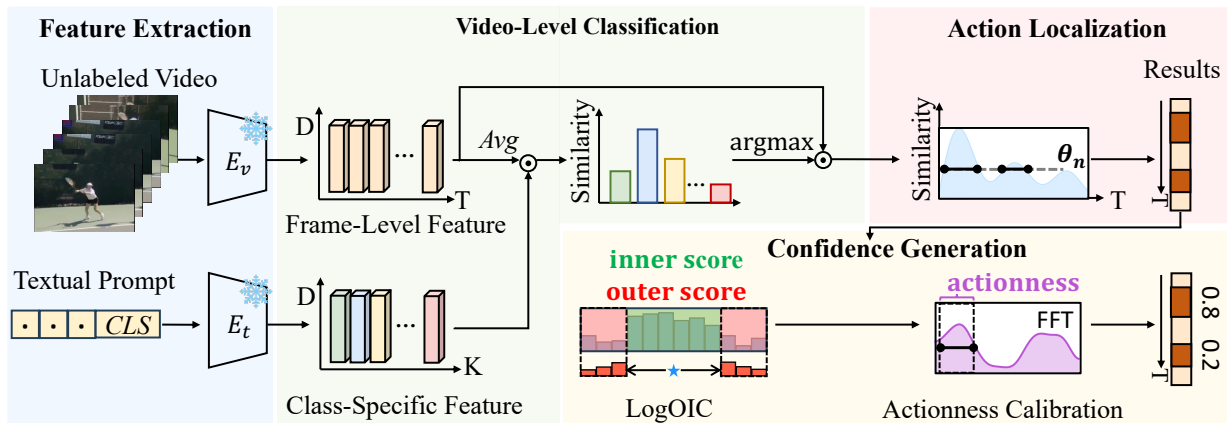 Feature Extraction
Video-Level Classification
Action Localization
Unlabeled Video
Results
E_v
D
T
Frame-Level Feature
Avg
Similarity
...
argmax
Similarity
θ_n
T
T
Textual Prompt
CLS
E_t
D
K
Class-Specific Feature
Confidence Generation
inner score
outer score
LogOIC
actionness
FFT
Actionness Calibration
0.8
0.2
T